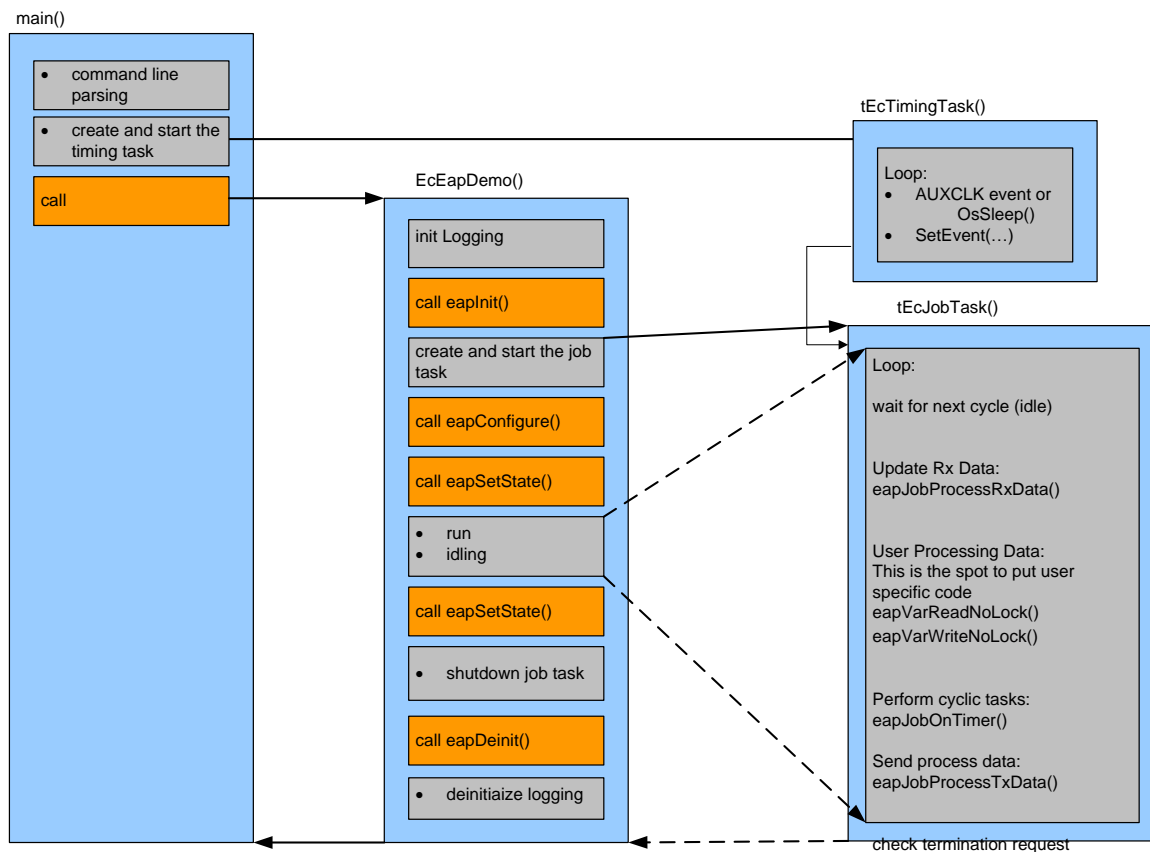 main()
• command line
parsing
• create and start the
timing task
call
EcEapDemo()
init Logging
call eapInit()
create and start the job
task
call eapConfigure()
call eapSetState()
• run
• idling
call eapSetState()
• shutdown job task
call eapDeinit()
• deinitiaize logging
tEcTimingTask()
Loop:
• AUXCLK event or
OsSleep()
• SetEvent(…)
tEcJobTask()
Loop:
wait for next cycle (idle)
Update Rx Data:
eapJobProcessRxData()
User Processing Data:
This is the spot to put user
specific code
eapVarReadNoLock()
eapVarWriteNoLock()
Perform cyclic tasks:
eapJobOnTimer()
Send process data:
eapJobProcessTxData()
check termination request